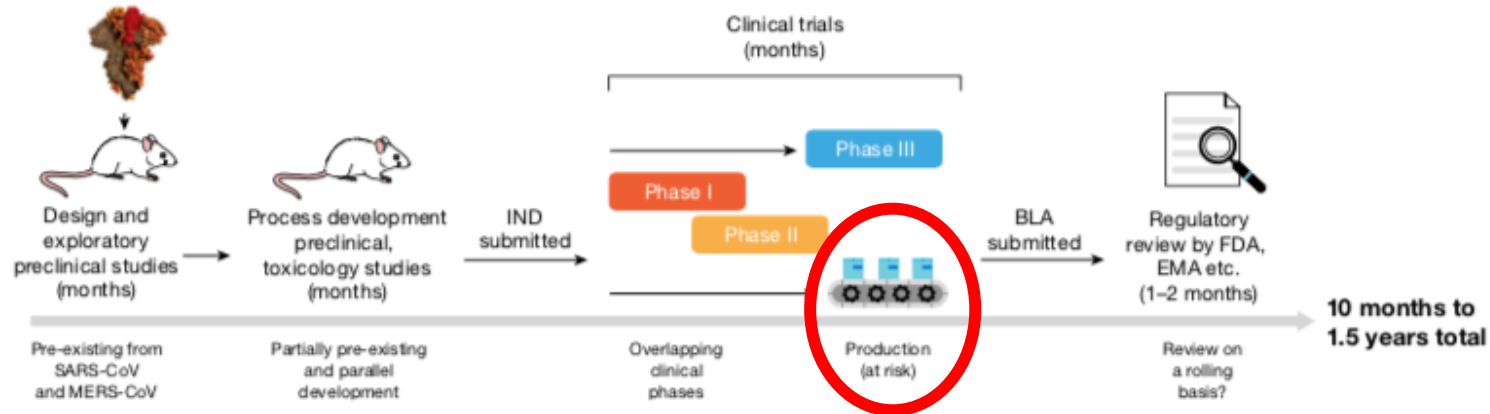 Clinical trials
(months)
Phase III
Phase I
Phase II
Design and
exploratory
preclinical studies
(months)
Process development
preclinical,
toxicology studies
(months)
IND
submitted
BLA
submitted
Regulatory
review by FDA,
EMA etc.
(1–2 months)
10 months to
1.5 years total
Pre-existing from
SARS-CoV
and MERS-CoV
Partially pre-existing
and parallel
development
Overlapping
clinical
phases
Production
(at risk)
Review on
a rolling
basis?